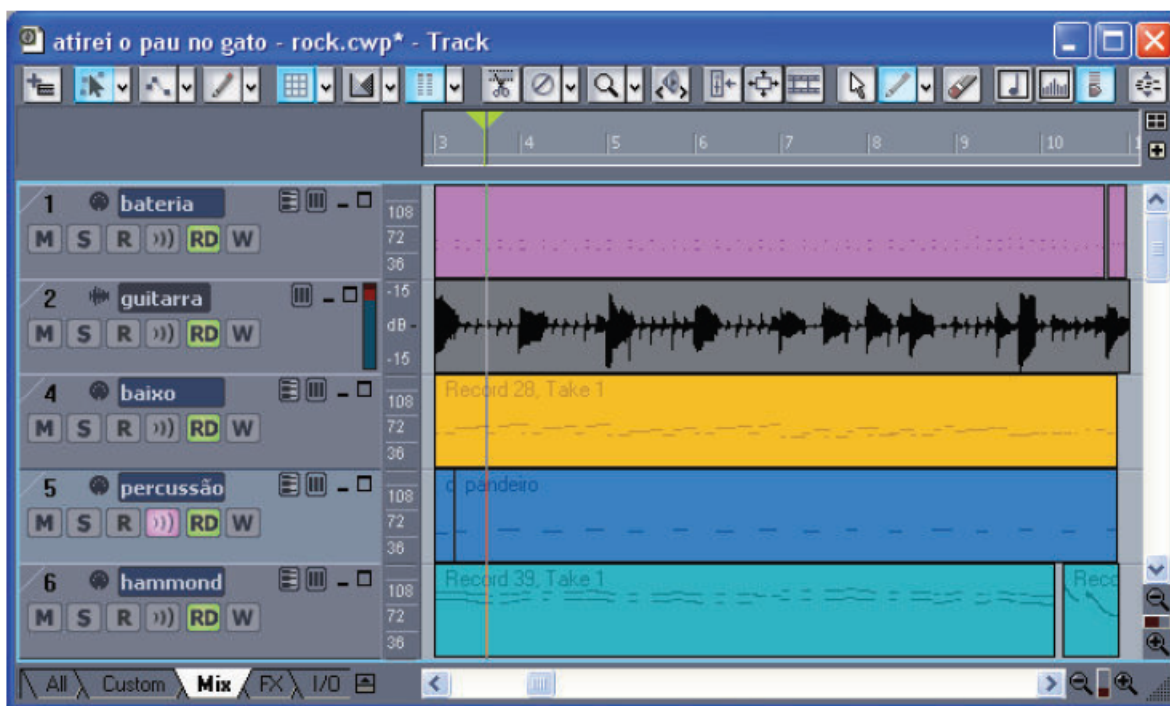 atirei o pau no gato - rock.cwp* - Track
3 4 5 6 7 8 9 10 1
1 bateria
M S R RD W
108
72
36
2 guitarra
M S R RD W
-15
dB -
-15
4 baixo
M S R RD W
108
72
36
Record 28, Take 1
5 percussão
M S R RD W
108
72
36
pandeiro
6 hammond
M S R RD W
108
72
36
Record 39, Take 1
Reco
All Custom Mix FX I/O